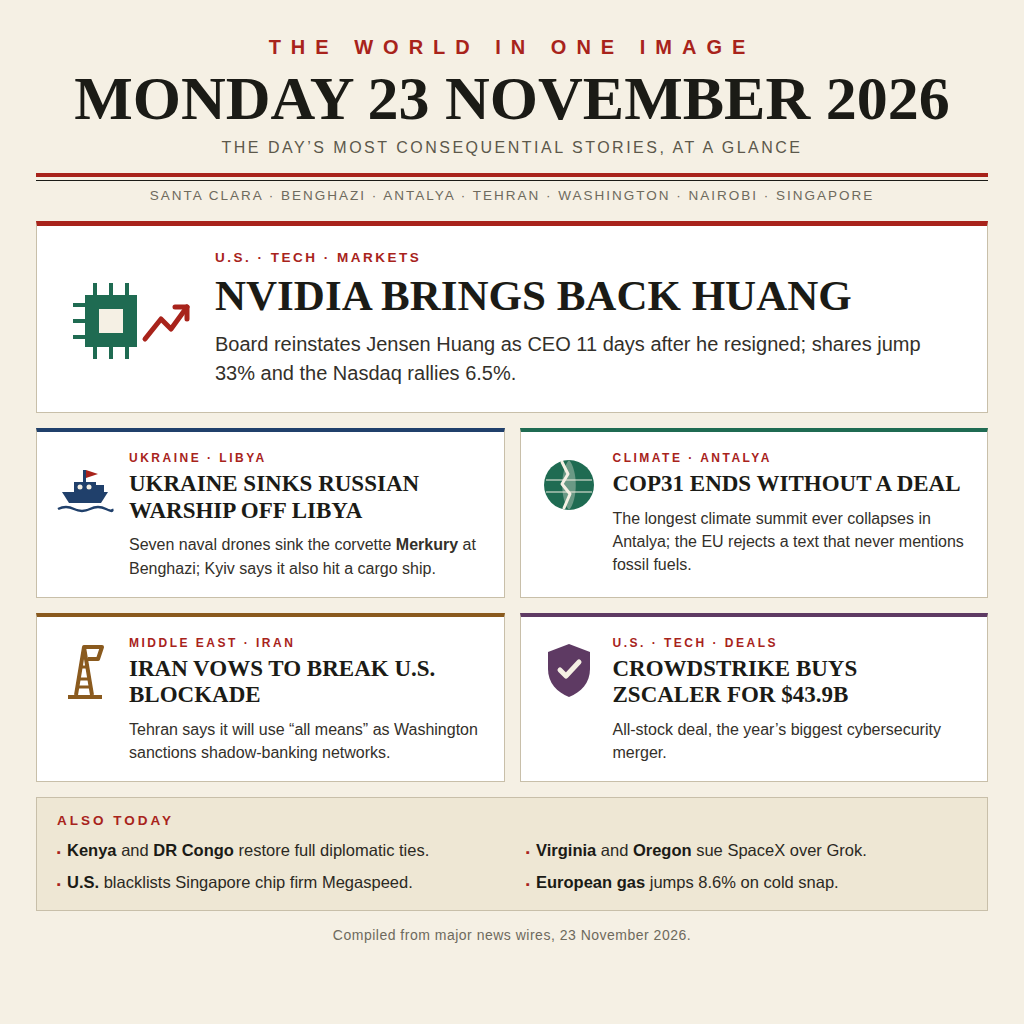 THE WORLD IN ONE IMAGE
MONDAY 23 NOVEMBER 2026
THE DAY’S MOST CONSEQUENTIAL STORIES, AT A GLANCE
SANTA CLARA · BENGHAZI · ANTALYA · TEHRAN · WASHINGTON · NAIROBI · SINGAPORE
U.S. · TECH · MARKETS
NVIDIA BRINGS BACK HUANG
Board reinstates Jensen Huang as CEO 11 days after he resigned; shares jump
33% and the Nasdaq rallies 6.5%.
UKRAINE · LIBYA
UKRAINE SINKS RUSSIAN
WARSHIP OFF LIBYA
Seven naval drones sink the corvette Merkury at
Benghazi; Kyiv says it also hit a cargo ship.
CLIMATE · ANTALYA
COP31 ENDS WITHOUT A DEAL
The longest climate summit ever collapses in
Antalya; the EU rejects a text that never mentions
fossil fuels.
MIDDLE EAST · IRAN
IRAN VOWS TO BREAK U.S.
BLOCKADE
Tehran says it will use “all means” as Washington
sanctions shadow-banking networks.
U.S. · TECH · DEALS
CROWDSTRIKE BUYS
ZSCALER FOR $43.9B
All-stock deal, the year’s biggest cybersecurity
merger.
ALSO TODAY
▪ Kenya and DR Congo restore full diplomatic ties.
▪ Virginia and Oregon sue SpaceX over Grok.
▪ U.S. blacklists Singapore chip firm Megaspeed.
▪ European gas jumps 8.6% on cold snap.
Compiled from major news wires, 23 November 2026.